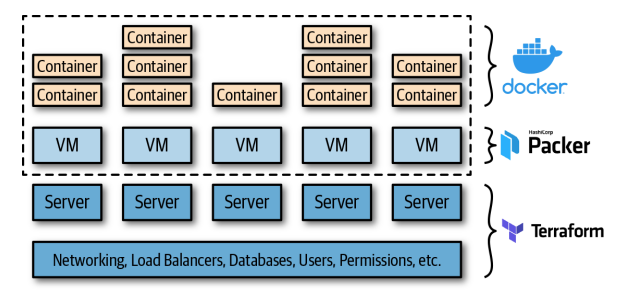 Container Container
Container Container Container Container docker
Container Container Container Container Container
HashiCorp
VM VM VM VM VM Packer
Server Server Server Server Server
Terraform
Networking, Load Balancers, Databases, Users, Permissions, etc.